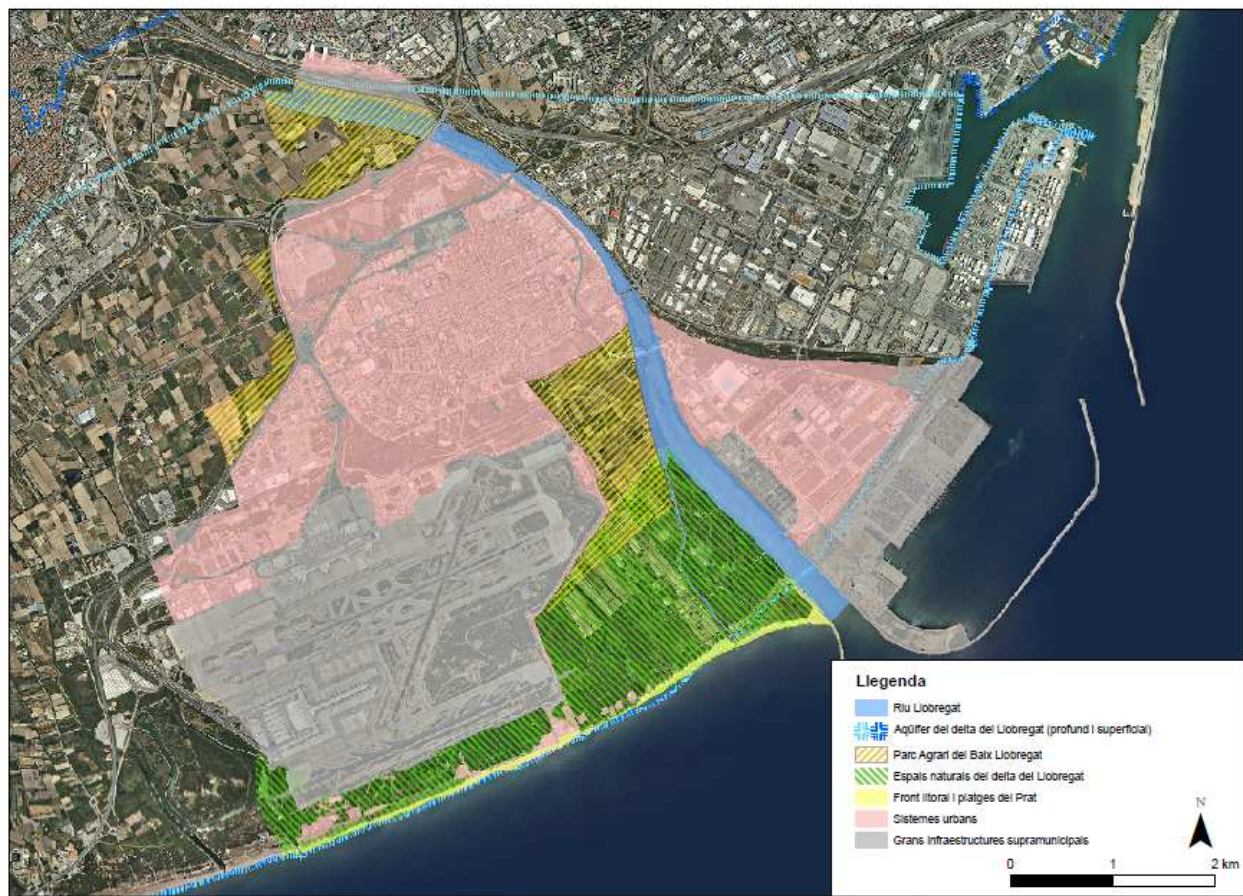 Llegenda
Riu Llobregat
Aqüífer del delta del Llobregat (profund i superficial)
Parc Agrari del Baix Llobregat
Espais naturals del delta del Llobregat
Front litoral i platges del Prat
Sistemes urbans
Grans infraestructures supramunicipals
N
0 1 2 km